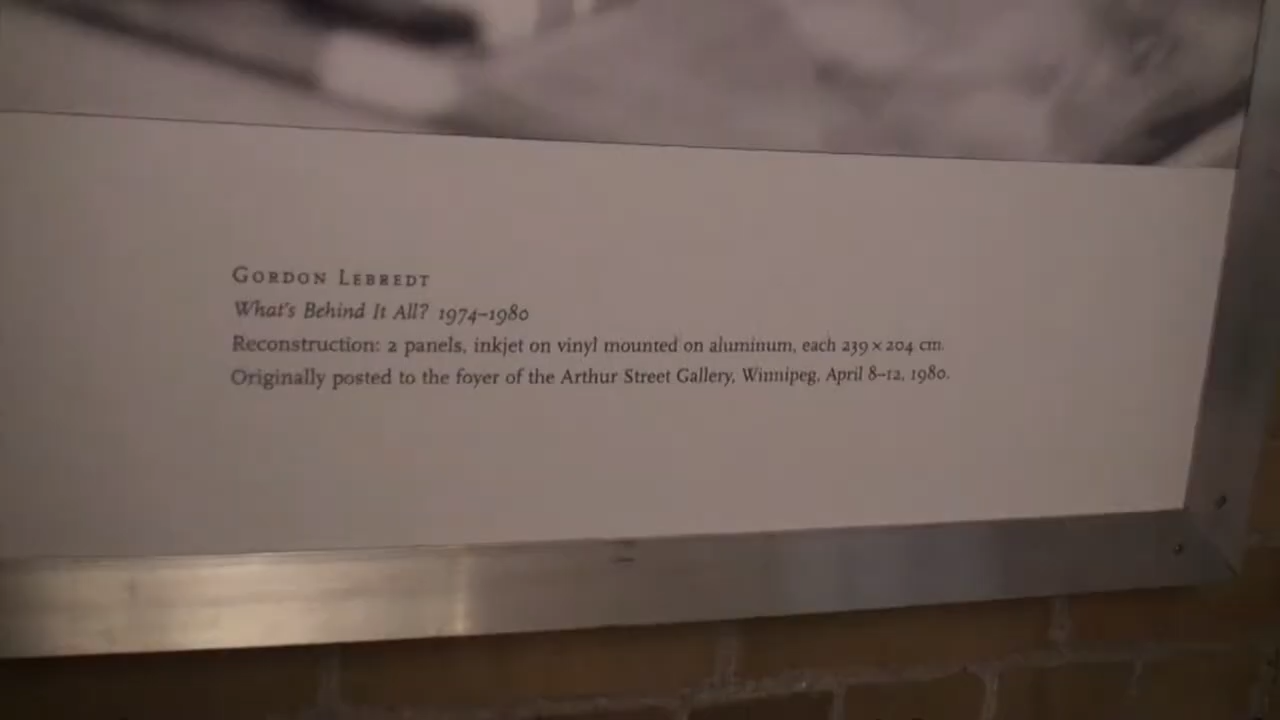 GORDON LEBREDT
What's Behind It All? 1974–1980
Reconstruction: 2 panels, inkjet on vinyl mounted on aluminum, each 239 × 204 cm.
Originally posted to the foyer of the Arthur Street Gallery, Winnipeg, April 8–12, 1980.